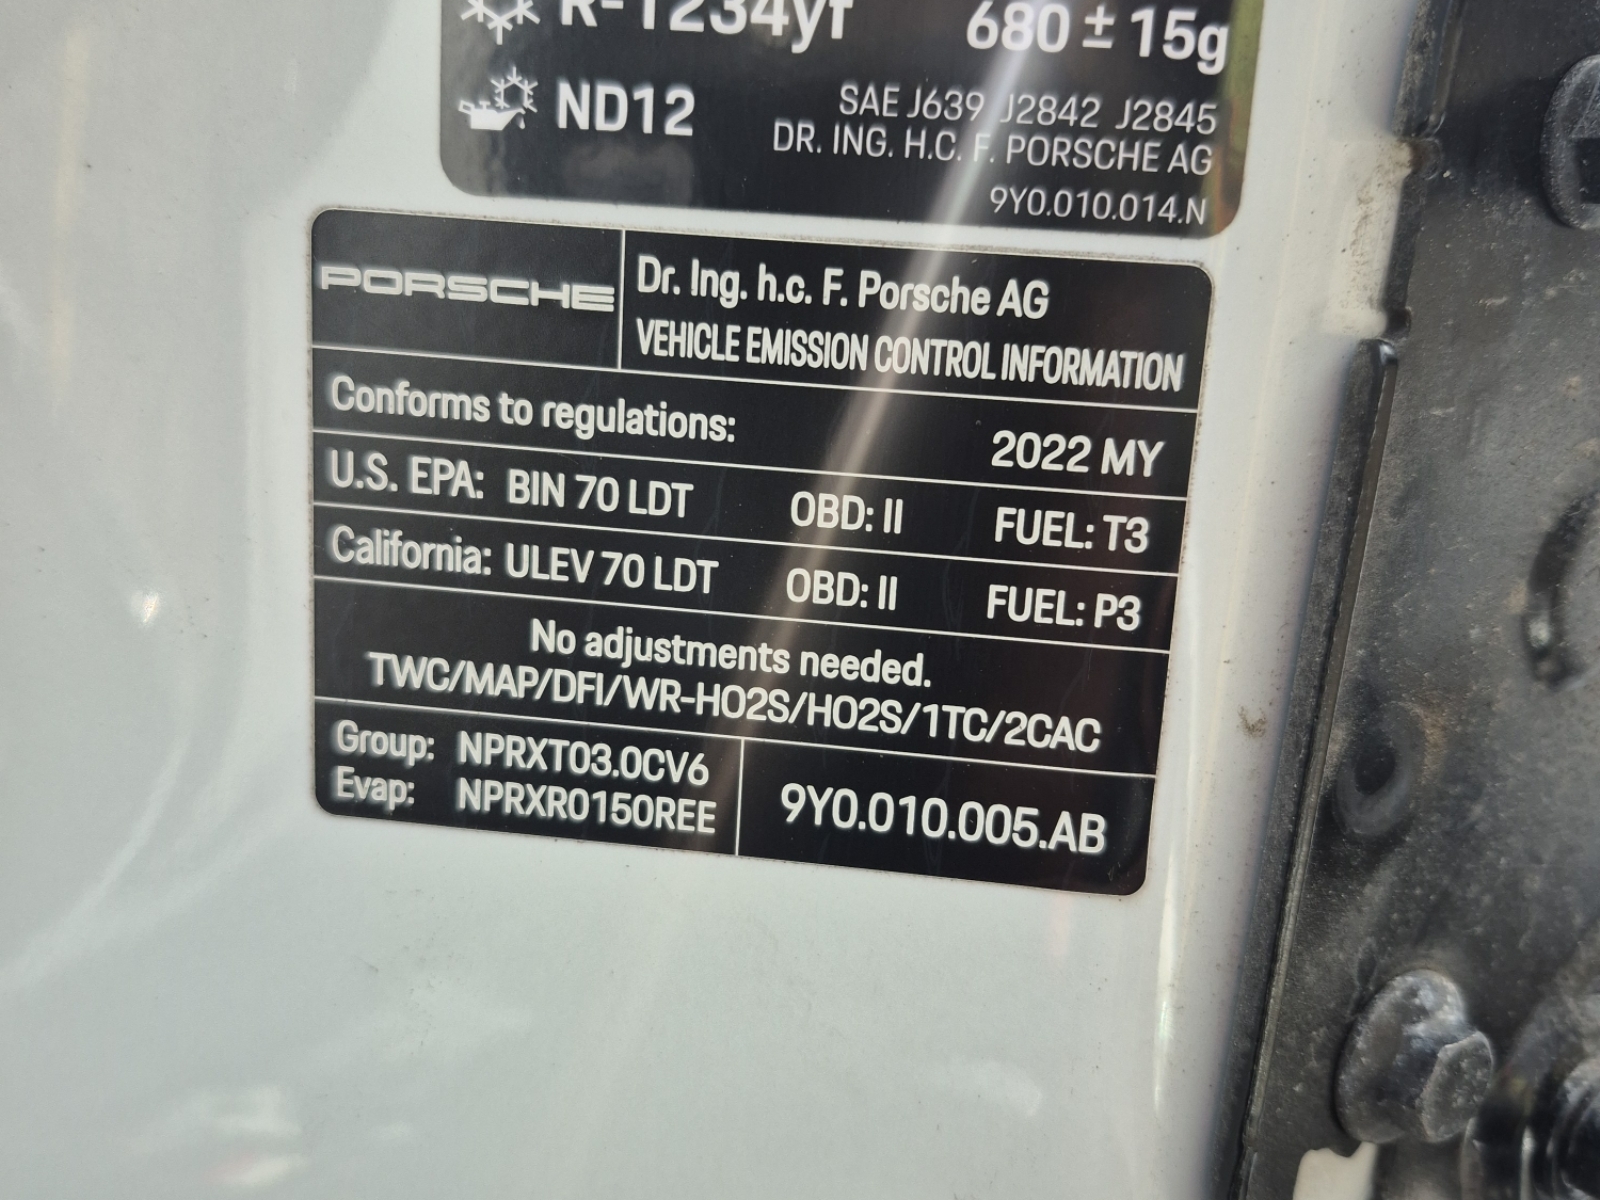 R-1234yf 680 ± 15g
ND12
SAE J639 J2842 J2845
DR. ING. H.C. F. PORSCHE AG
9Y0.010.014.N
PORSCHE
Dr. Ing. h.c. F. Porsche AG
VEHICLE EMISSION CONTROL INFORMATION
Conforms to regulations: 2022 MY
U.S. EPA: BIN 70 LDT OBD: II FUEL: T3
California: ULEV 70 LDT OBD: II FUEL: P3
No adjustments needed.
TWC/MAP/DFI/WR-HO2S/HO2S/1TC/2CAC
Group: NPRXT03.0CV6
Evap: NPRXR0150REE
9Y0.010.005.AB